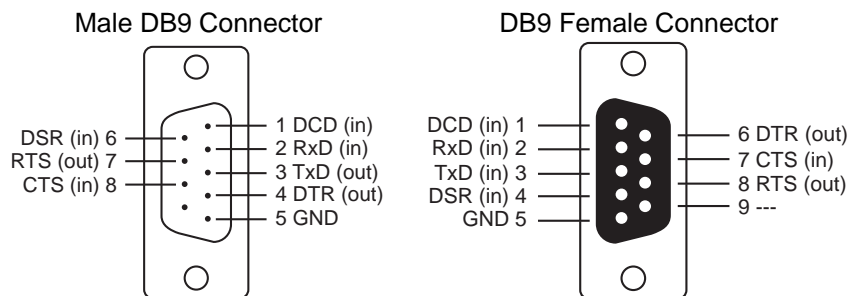 Male DB9 Connector
DSR (in) 6
RTS (out) 7
CTS (in) 8
1 DCD (in)
2 RxD (in)
3 TxD (out)
4 DTR (out)
5 GND
DB9 Female Connector
DCD (in) 1
RxD (in) 2
TxD (in) 3
DSR (in) 4
GND 5
6 DTR (out)
7 CTS (in)
8 RTS (out)
9 ---